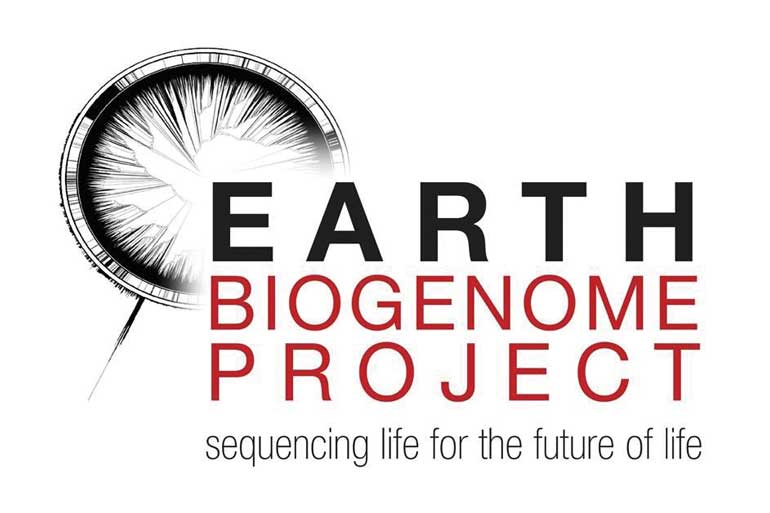 EARTH
BIOGENOME
PROJECT
sequencing life for the future of life